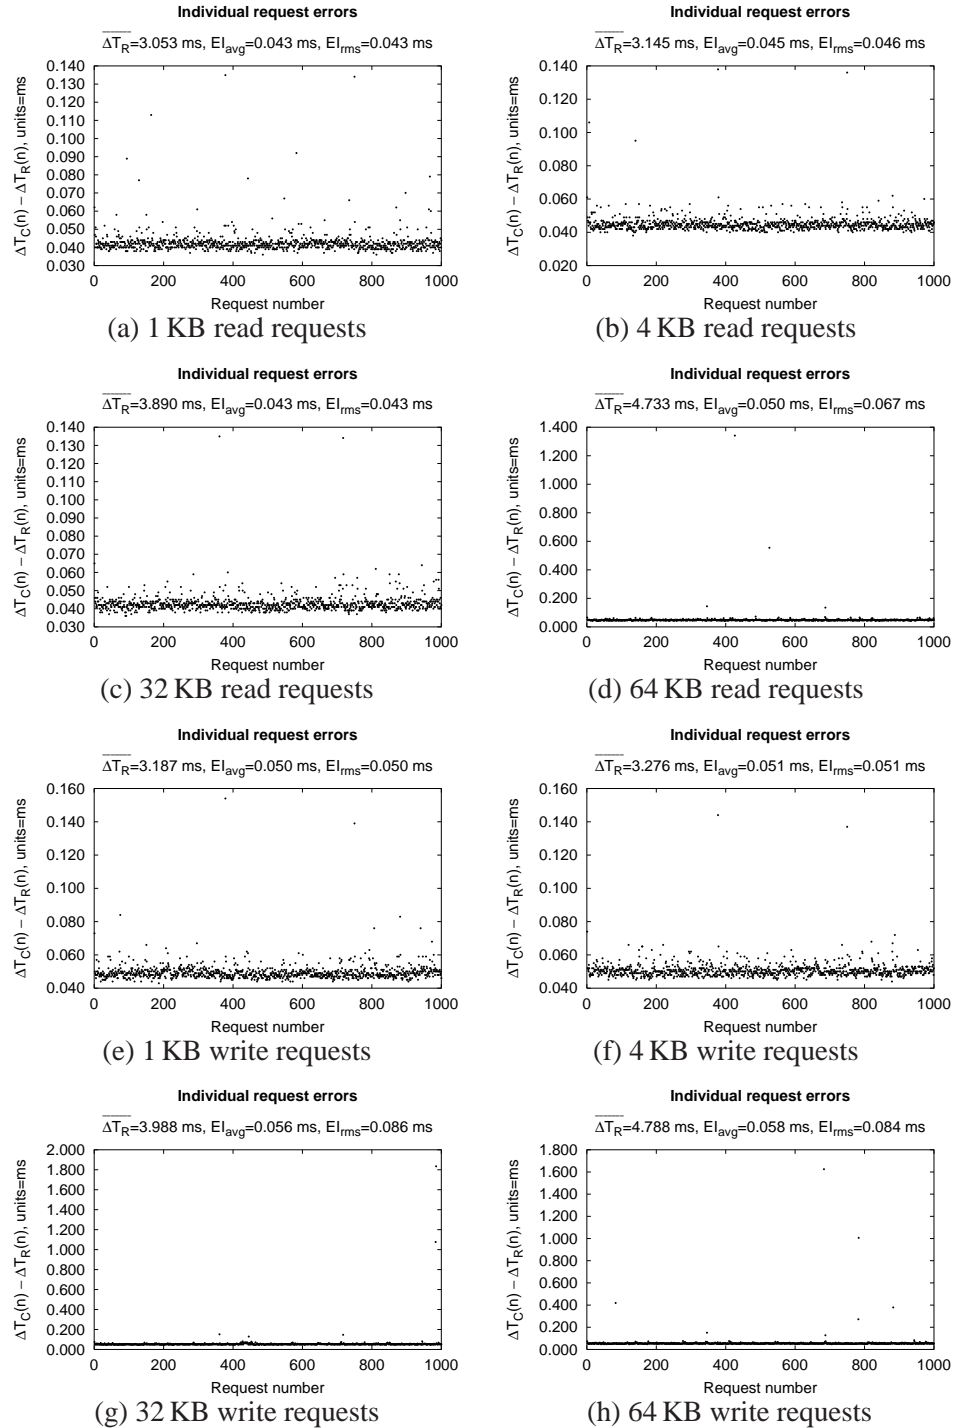 Individual request errors
ΔT_R=3.053 ms, EI_avg=0.043 ms, EI_rms=0.043 ms
ΔT_C(n) − ΔT_R(n), units=ms
0.140
0.130
0.120
0.110
0.100
0.090
0.080
0.070
0.060
0.050
0.040
0.030
0 200 400 600 800 1000
Request number
(a) 1 KB read requests
Individual request errors
ΔT_R=3.145 ms, EI_avg=0.045 ms, EI_rms=0.046 ms
ΔT_C(n) − ΔT_R(n), units=ms
0.140
0.120
0.100
0.080
0.060
0.040
0.020
0 200 400 600 800 1000
Request number
(b) 4 KB read requests
Individual request errors
ΔT_R=3.890 ms, EI_avg=0.043 ms, EI_rms=0.043 ms
ΔT_C(n) − ΔT_R(n), units=ms
0.140
0.130
0.120
0.110
0.100
0.090
0.080
0.070
0.060
0.050
0.040
0.030
0 200 400 600 800 1000
Request number
(c) 32 KB read requests
Individual request errors
ΔT_R=4.733 ms, EI_avg=0.050 ms, EI_rms=0.067 ms
ΔT_C(n) − ΔT_R(n), units=ms
1.400
1.200
1.000
0.800
0.600
0.400
0.200
0.000
0 200 400 600 800 1000
Request number
(d) 64 KB read requests
Individual request errors
ΔT_R=3.187 ms, EI_avg=0.050 ms, EI_rms=0.050 ms
ΔT_C(n) − ΔT_R(n), units=ms
0.160
0.140
0.120
0.100
0.080
0.060
0.040
0 200 400 600 800 1000
Request number
(e) 1 KB write requests
Individual request errors
ΔT_R=3.276 ms, EI_avg=0.051 ms, EI_rms=0.051 ms
ΔT_C(n) − ΔT_R(n), units=ms
0.160
0.140
0.120
0.100
0.080
0.060
0.040
0 200 400 600 800 1000
Request number
(f) 4 KB write requests
Individual request errors
ΔT_R=3.988 ms, EI_avg=0.056 ms, EI_rms=0.086 ms
ΔT_C(n) − ΔT_R(n), units=ms
2.000
1.800
1.600
1.400
1.200
1.000
0.800
0.600
0.400
0.200
0.000
0 200 400 600 800 1000
Request number
(g) 32 KB write requests
Individual request errors
ΔT_R=4.788 ms, EI_avg=0.058 ms, EI_rms=0.084 ms
ΔT_C(n) − ΔT_R(n), units=ms
1.800
1.600
1.400
1.200
1.000
0.800
0.600
0.400
0.200
0.000
0 200 400 600 800 1000
Request number
(h) 64 KB write requests